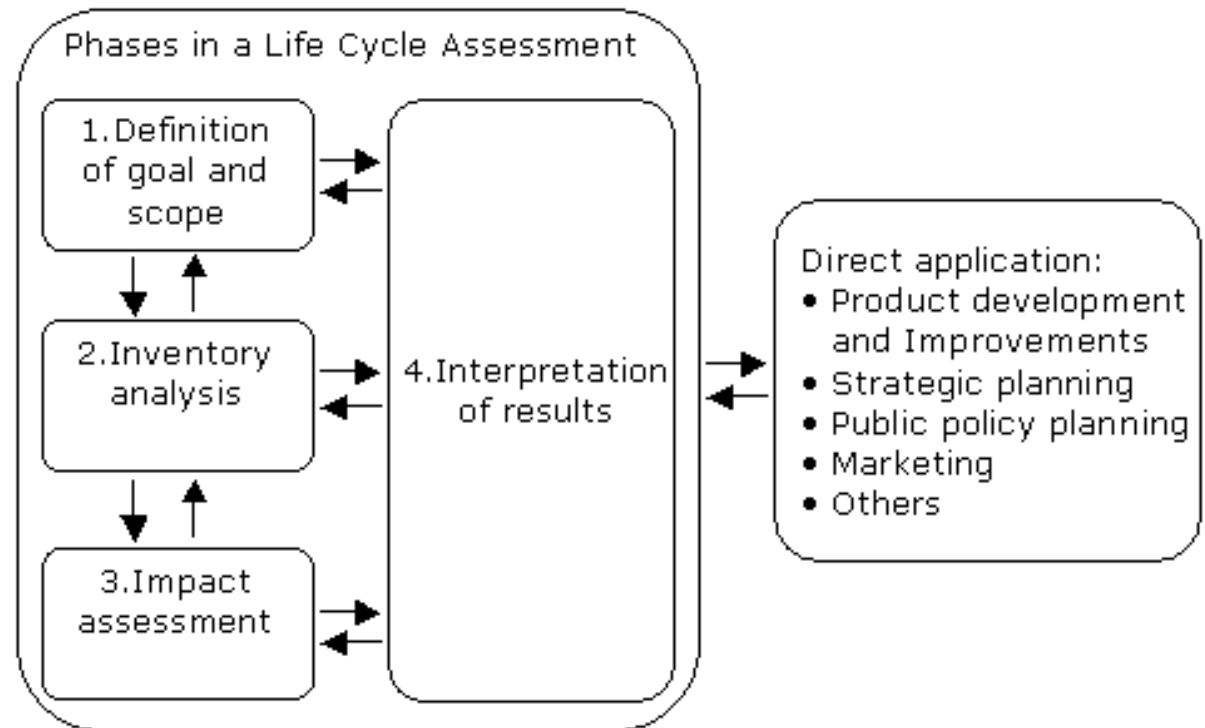 Phases in a Life Cycle Assessment
1.Definition
of goal and
scope
2.Inventory
analysis
3.Impact
assessment
4.Interpretation
of results
Direct application:
• Product development
and Improvements
• Strategic planning
• Public policy planning
• Marketing
• Others